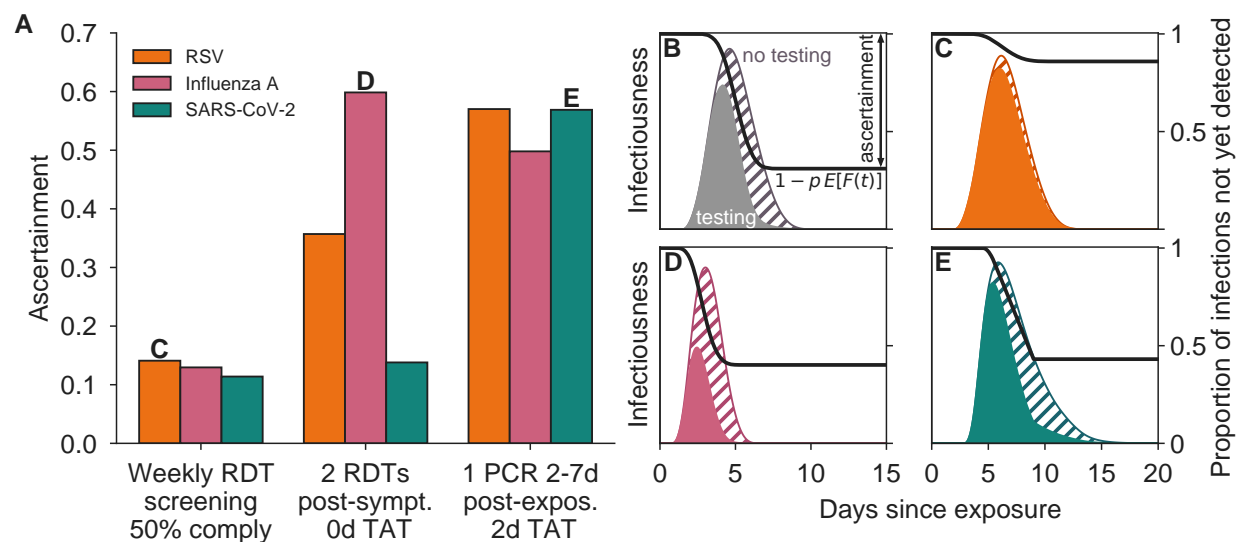 A
0.7
0.6
0.5
0.4
0.3
0.2
0.1
0.0
Ascertainment
RSV
Influenza A
SARS-CoV-2
C
D
E
Weekly RDT
screening
50% comply
2 RDTs
post-sympt.
0d TAT
1 PCR 2-7d
post-expos.
2d TAT
B
no testing
testing
ascertainment
1 − p E[F(t)]
Infectiousness
C
1
0.5
D
Infectiousness
0
5
10
15
E
1
0.5
0
0
5
10
15
20
Days since exposure
Proportion of infections not yet detected